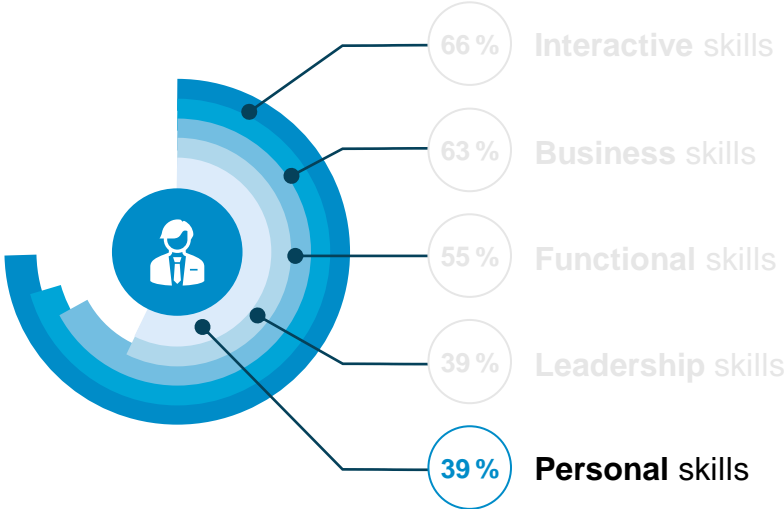 66 % Interactive skills
63 % Business skills
55 % Functional skills
39 % Leadership skills
39 % Personal skills